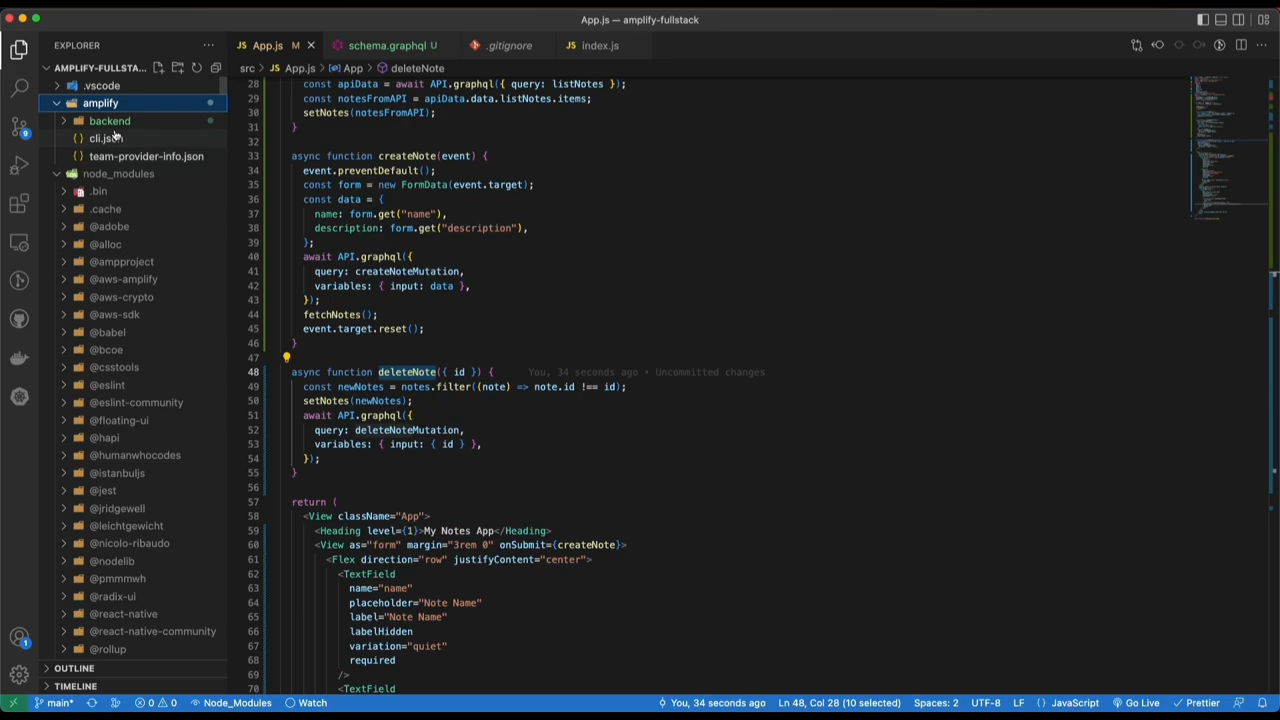 App.js — amplify-fullstack
EXPLORER
AMPLIFY-FULLSTA...
.vscode
amplify
backend
cli.json
team-provider-info.json
node_modules
.bin
.cache
@adobe
@alloc
@ampproject
@aws-amplify
@aws-crypto
@aws-sdk
@babel
@bcoe
@csstools
@eslint
@eslint-community
@floating-ui
@hapi
@humanwhocodes
@istanbuljs
@jest
@jridgewell
@leichtgewicht
@nicolo-ribaudo
@nodelib
@pmmmwh
@radix-ui
@react-native
@react-native-community
@rollup
OUTLINE
TIMELINE
9
1
JS App.js M
schema.graphql U
.gitignore
JS index.js
src > JS App.js > App > deleteNote
28 const apiData = await API.graphql({ query: listNotes });
29 const notesFromAPI = apiData.data.listNotes.items;
30 setNotes(notesFromAPI);
31 }
32
33 async function createNote(event) {
34 event.preventDefault();
35 const form = new FormData(event.target);
36 const data = {
37 name: form.get("name"),
38 description: form.get("description"),
39 };
40 await API.graphql({
41 query: createNoteMutation,
42 variables: { input: data },
43 });
44 fetchNotes();
45 event.target.reset();
46 }
47
48 async function deleteNote({ id }) { You, 34 seconds ago • Uncommitted changes
49 const newNotes = notes.filter((note) => note.id !== id);
50 setNotes(newNotes);
51 await API.graphql({
52 query: deleteNoteMutation,
53 variables: { input: { id } },
54 });
55 }
56
57 return (
58 <View className="App">
59 <Heading level={1}>My Notes App</Heading>
60 <View as="form" margin="3rem 0" onSubmit={createNote}>
61 <Flex direction="row" justifyContent="center">
62 <TextField
63 name="name"
64 placeholder="Note Name"
65 label="Note Name"
66 labelHidden
67 variation="quiet"
68 required
69 />
70 <TextField
main* 0 0 Node_Modules Watch You, 34 seconds ago Ln 48, Col 28 (10 selected) Spaces: 2 UTF-8 LF {} JavaScript Go Live Prettier